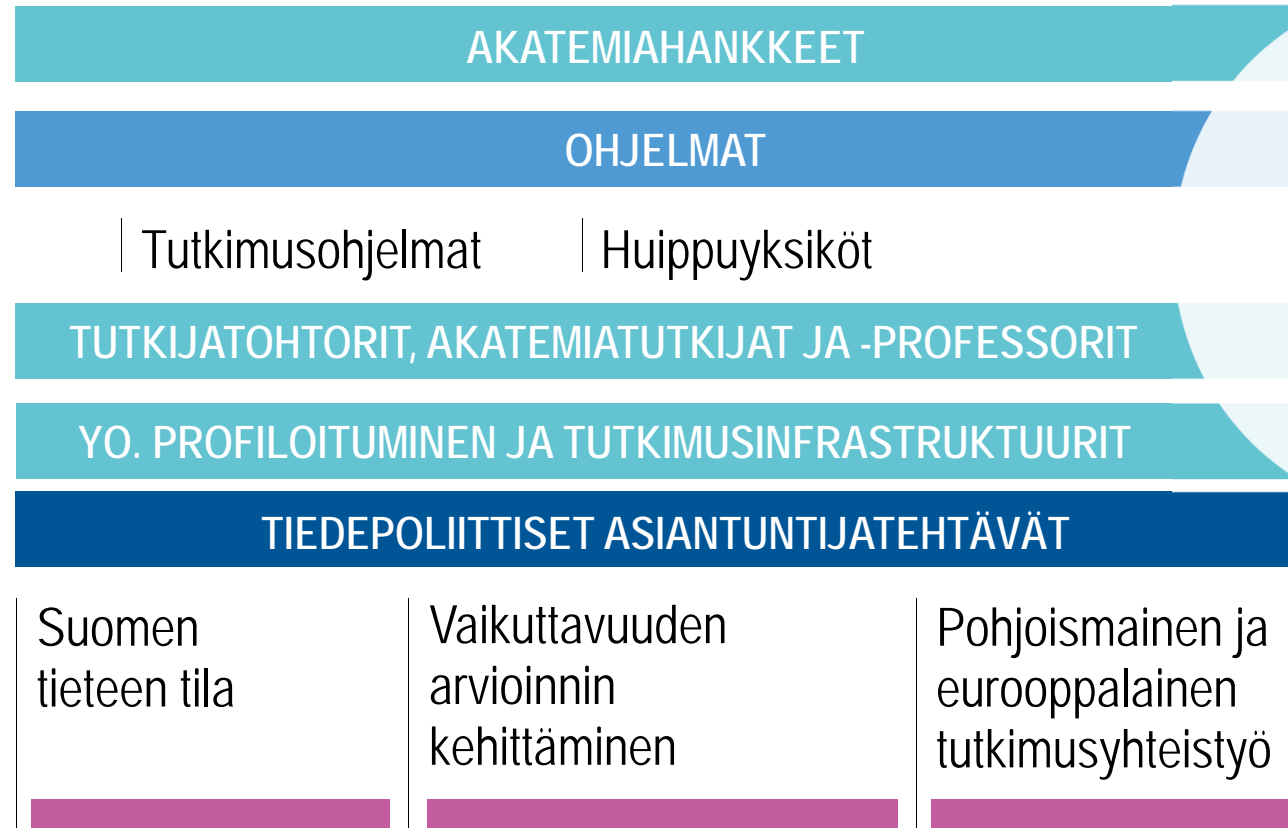 AKATEMIAHANKKEET
OHJELMAT
Tutkimusohjelmat
Huippuyksiköt
TUTKIJATOHTORIT, AKATEMIATUTKIJAT JA -PROFESSORIT
YO. PROFILOITUMINEN JA TUTKIMUSINFRASTRUKTUURIT
TIEDEPOLIITTISET ASIANTUNTIJATEHTÄVÄT
Suomen
tieteen tila
Vaikuttavuuden
arvioinnin
kehittäminen
Pohjoismainen ja
eurooppalainen
tutkimusyhteistyö